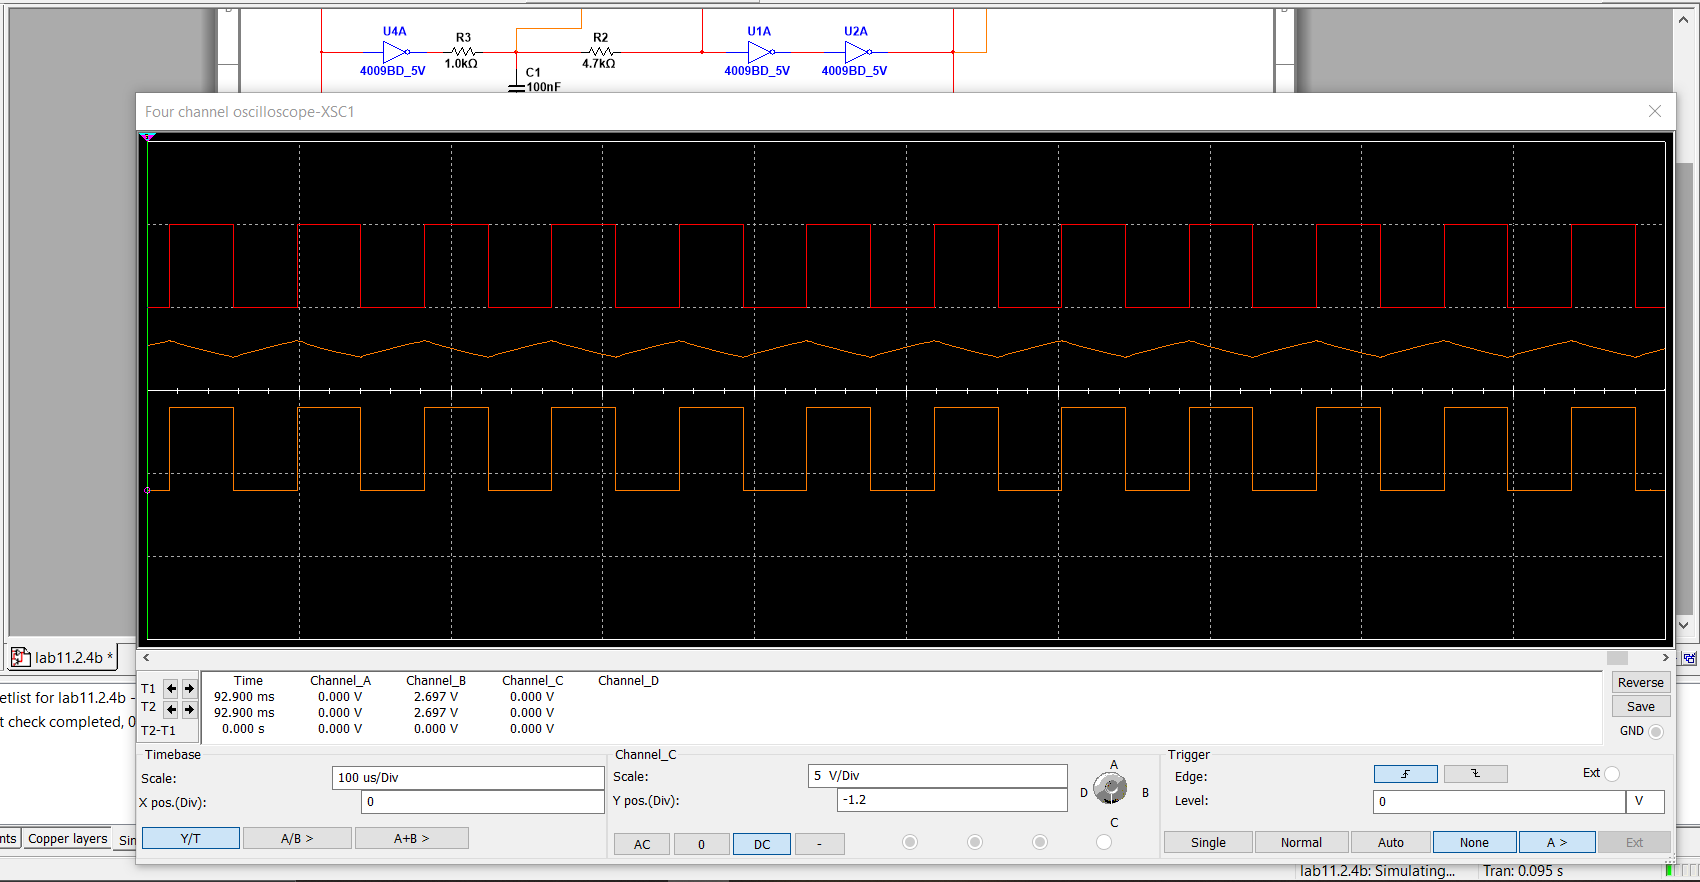 U4A
R3
R2
U1A
U2A
1.0kΩ
4.7kΩ
4009BD_5V
4009BD_5V
4009BD_5V
C1
100nF
Four channel oscilloscope-XSC1
lab11.2.4b *
etlist for lab11.2.4b -
t check completed, 0
T1
T2
T2-T1
Time Channel_A Channel_B Channel_C Channel_D
92.900 ms 0.000 V 2.697 V 0.000 V
92.900 ms 0.000 V 2.697 V 0.000 V
0.000 s 0.000 V 0.000 V 0.000 V
Reverse
Save
GND
Timebase
Scale: 100 us/Div
X pos.(Div): 0
Y/T A/B > A+B >
Channel_C
Scale: 5 V/Div
Y pos.(Div): -1.2
AC 0 DC -
A
D B
C
Trigger
Edge: Ext
Level: 0 V
Single Normal Auto None A > Ext
nts Copper layers Sin
lab11.2.4b: Simulating... Tran: 0.095 s